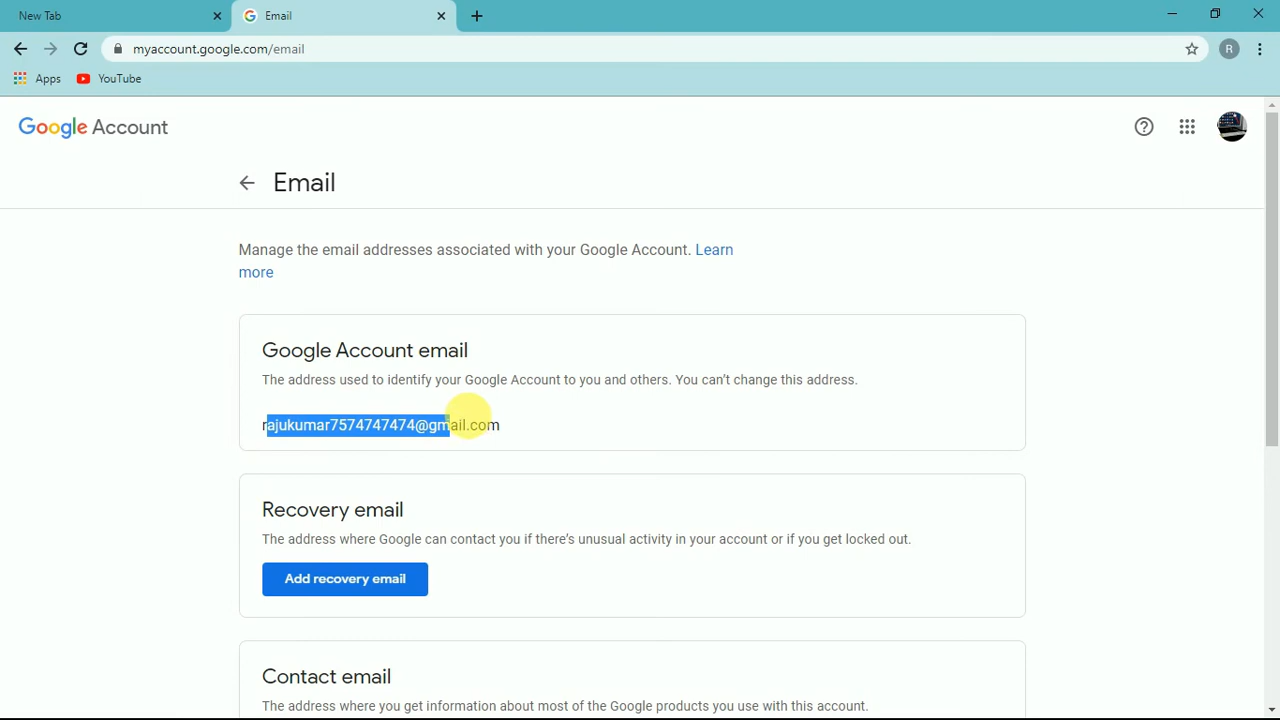 New Tab
Email
myaccount.google.com/email
R
Apps
YouTube
Google Account
Email
Manage the email addresses associated with your Google Account. Learn
more
Google Account email
The address used to identify your Google Account to you and others. You can't change this address.
rajukumar7574747474@gmail.com
Recovery email
The address where Google can contact you if there's unusual activity in your account or if you get locked out.
Add recovery email
Contact email
The address where you get information about most of the Google products you use with this account.